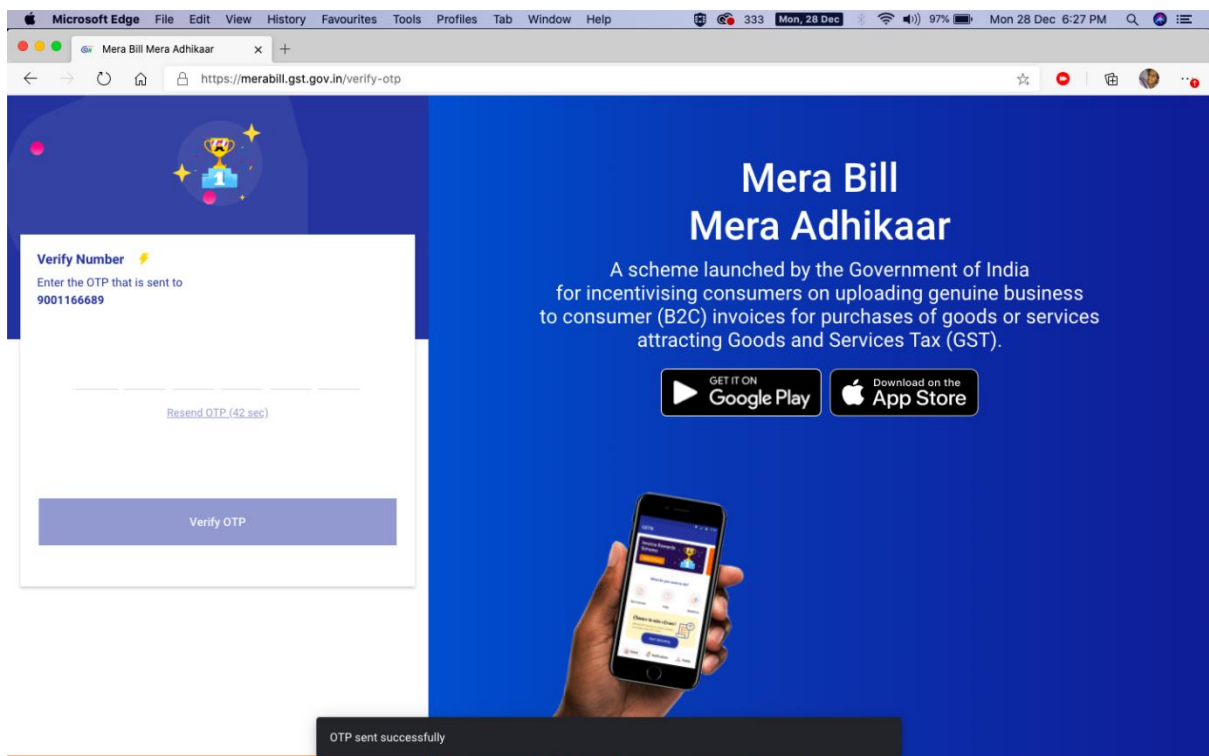 Microsoft Edge File Edit View History Favourites Tools Profiles Tab Window Help 333 Mon, 28 Dec 97% Mon 28 Dec 6:27 PM
Mera Bill Mera Adhikaar
https://merabill.gst.gov.in/verify-otp
1
Verify Number
Enter the OTP that is sent to
9001166689
Resend OTP (42 sec)
Verify OTP
Mera Bill
Mera Adhikaar
A scheme launched by the Government of India
for incentivising consumers on uploading genuine business
to consumer (B2C) invoices for purchases of goods or services
attracting Goods and Services Tax (GST).
GET IT ON
Google Play
Download on the
App Store
Invoice Rewards
Scheme
OTP sent successfully